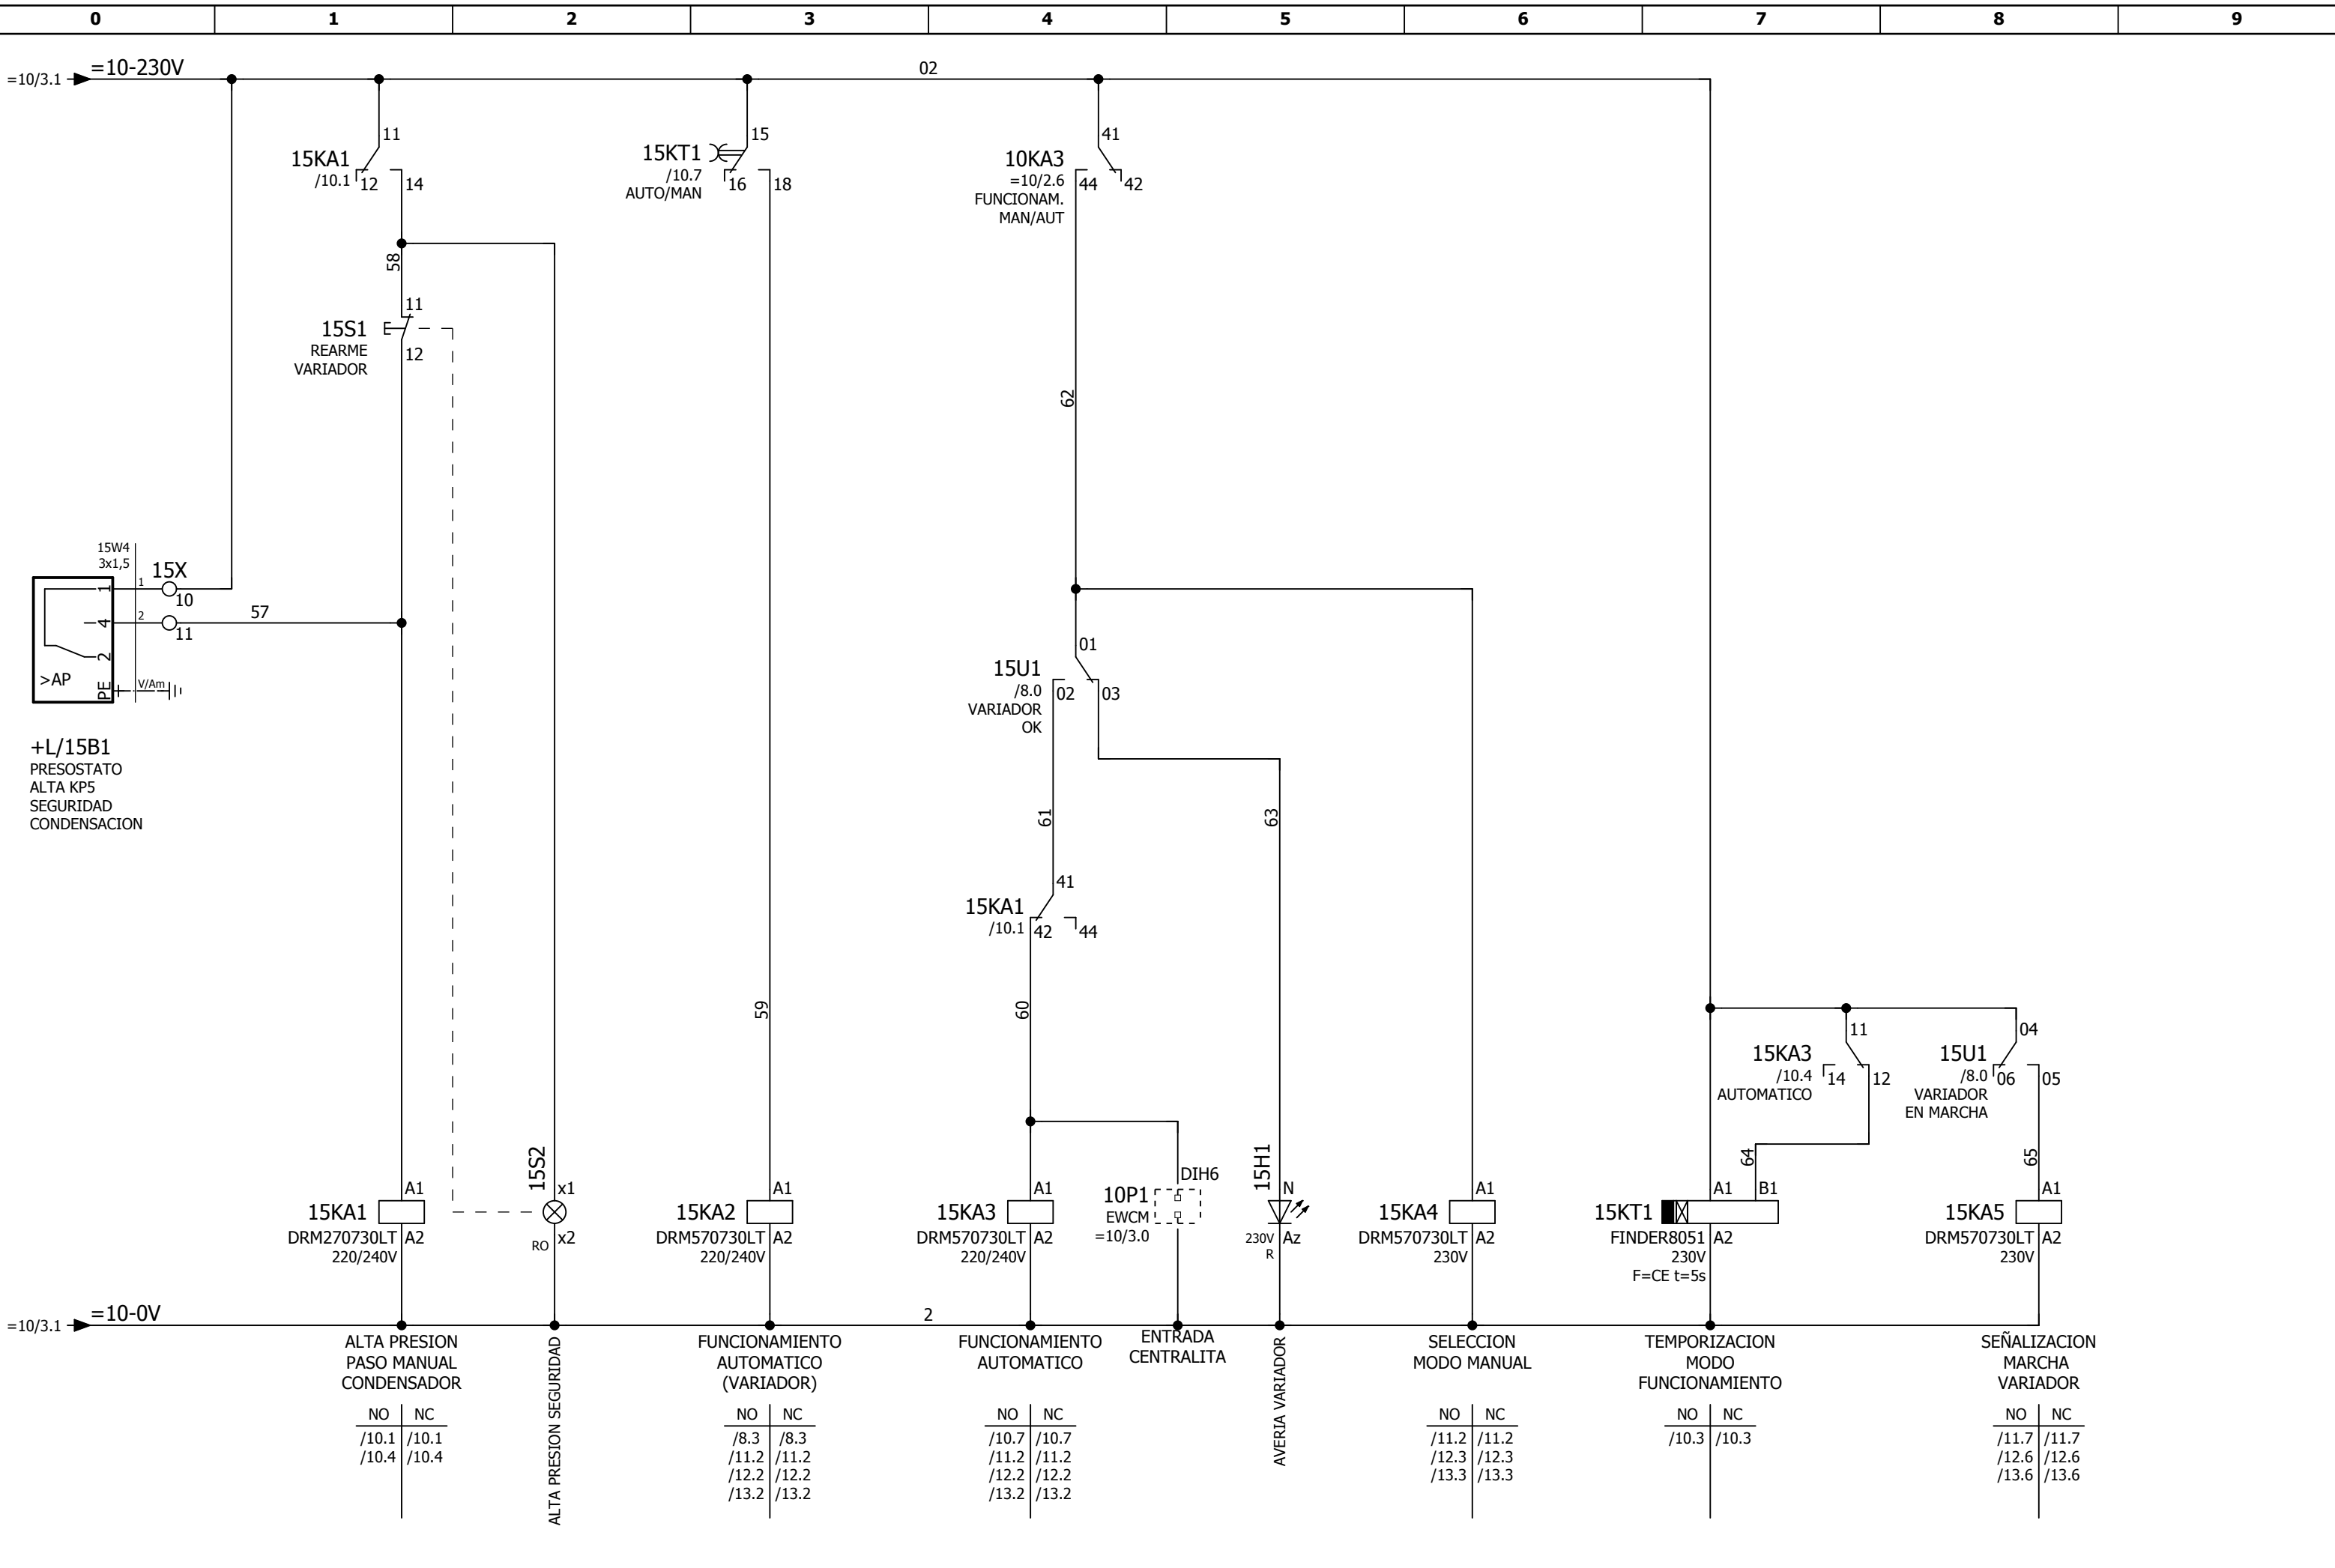 0 1 2 3 4 5 6 7 8 9
=10/3.1 =10-230V 02
11
15KA1
/10.1 12 14
58
11
15S1
REARME
VARIADOR
12
15
15KT1
/10.7
AUTO/MAN
16 18
41
10KA3
=10/2.6
FUNCIONAM.
MAN/AUT
44 42
62
15W4
3x1,5
15X
1 1 10
4 2 11 57
2
>AP
PE V/Am
+L/15B1
PRESOSTATO
ALTA KP5
SEGURIDAD
CONDENSACION
01
15U1
/8.0
VARIADOR
OK
02 03
61
63
41
15KA1
/10.1 42 44
59
60
11
15KA3
/10.4
AUTOMATICO
14 12
04
15U1
/8.0
VARIADOR
EN MARCHA
06 05
64
65
A1
15KA1
DRM270730LT A2
220/240V
15S2
x1
RO x2
A1
15KA2
DRM570730LT A2
220/240V
A1
15KA3
DRM570730LT A2
220/240V
DIH6
10P1
EWCM
=10/3.0
15H1
N
230V Az
R
A1
15KA4
DRM570730LT A2
230V
A1 B1
15KT1
FINDER8051 A2
230V
F=CE t=5s
A1
15KA5
DRM570730LT A2
230V
=10/3.1 =10-0V 2
ALTA PRESION
PASO MANUAL
CONDENSADOR
NO NC
/10.1 /10.1
/10.4 /10.4
ALTA PRESION SEGURIDAD
FUNCIONAMIENTO
AUTOMATICO
(VARIADOR)
NO NC
/8.3 /8.3
/11.2 /11.2
/12.2 /12.2
/13.2 /13.2
FUNCIONAMIENTO
AUTOMATICO
NO NC
/10.7 /10.7
/11.2 /11.2
/12.2 /12.2
/13.2 /13.2
ENTRADA
CENTRALITA
AVERIA VARIADOR
SELECCION
MODO MANUAL
NO NC
/11.2 /11.2
/12.3 /12.3
/13.3 /13.3
TEMPORIZACION
MODO
FUNCIONAMIENTO
NO NC
/10.3 /10.3
SEÑALIZACION
MARCHA
VARIADOR
NO NC
/11.7 /11.7
/12.6 /12.6
/13.6 /13.6